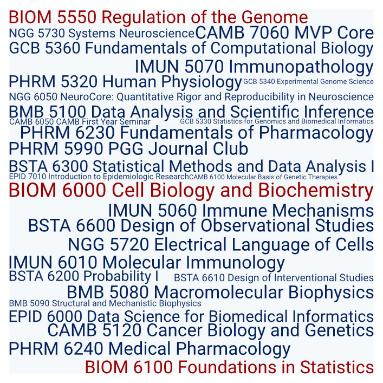 BIOM 5550 Regulation of the Genome
NGG 5730 Systems Neuroscience CAMB 7060 MVP Core
GCB 5360 Fundamentals of Computational Biology
IMUN 5070 Immunopathology
PHRM 5320 Human Physiology GCB 5340 Experimental Genome Science
NGG 6050 NeuroCore: Quantitative Rigor and Reproducibility in Neuroscience
BMB 5100 Data Analysis and Scientific Inference
CAMB 6050 CAMB First Year Seminar GCB 5330 Statistics for Genomics and Biomedical Informatics
PHRM 6230 Fundamentals of Pharmacology
PHRM 5990 PGG Journal Club
BSTA 6300 Statistical Methods and Data Analysis I
EPID 7010 Introduction to Epidemiologic Research CAMB 6100 Molecular Basis of Genetic Therapies
BIOM 6000 Cell Biology and Biochemistry
IMUN 5060 Immune Mechanisms
BSTA 6600 Design of Observational Studies
NGG 5720 Electrical Language of Cells
IMUN 6010 Molecular Immunology
BSTA 6200 Probability I BSTA 6610 Design of Interventional Studies
BMB 5080 Macromolecular Biophysics
BMB 5090 Structural and Mechanistic Biophysics
EPID 6000 Data Science for Biomedical Informatics
CAMB 5120 Cancer Biology and Genetics
PHRM 6240 Medical Pharmacology
BIOM 6100 Foundations in Statistics